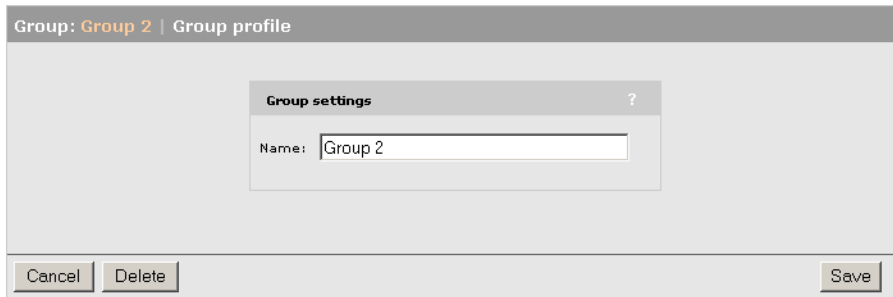 Group: Group 2 | Group profile
Group settings ?
Name: Group 2
Cancel Delete Save